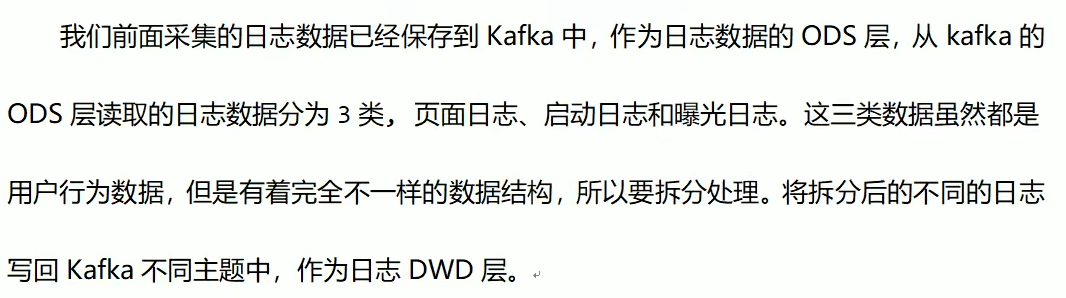 我们前面采集的日志数据已经保存到 Kafka 中，作为日志数据的 ODS 层，从 kafka 的
ODS 层读取的日志数据分为 3 类， 页面日志、启动日志和曝光日志。这三类数据虽然都是
用户行为数据，但是有着完全不一样的数据结构，所以要拆分处理。将拆分后的不同的日志
写回 Kafka 不同主题中，作为日志 DWD 层。